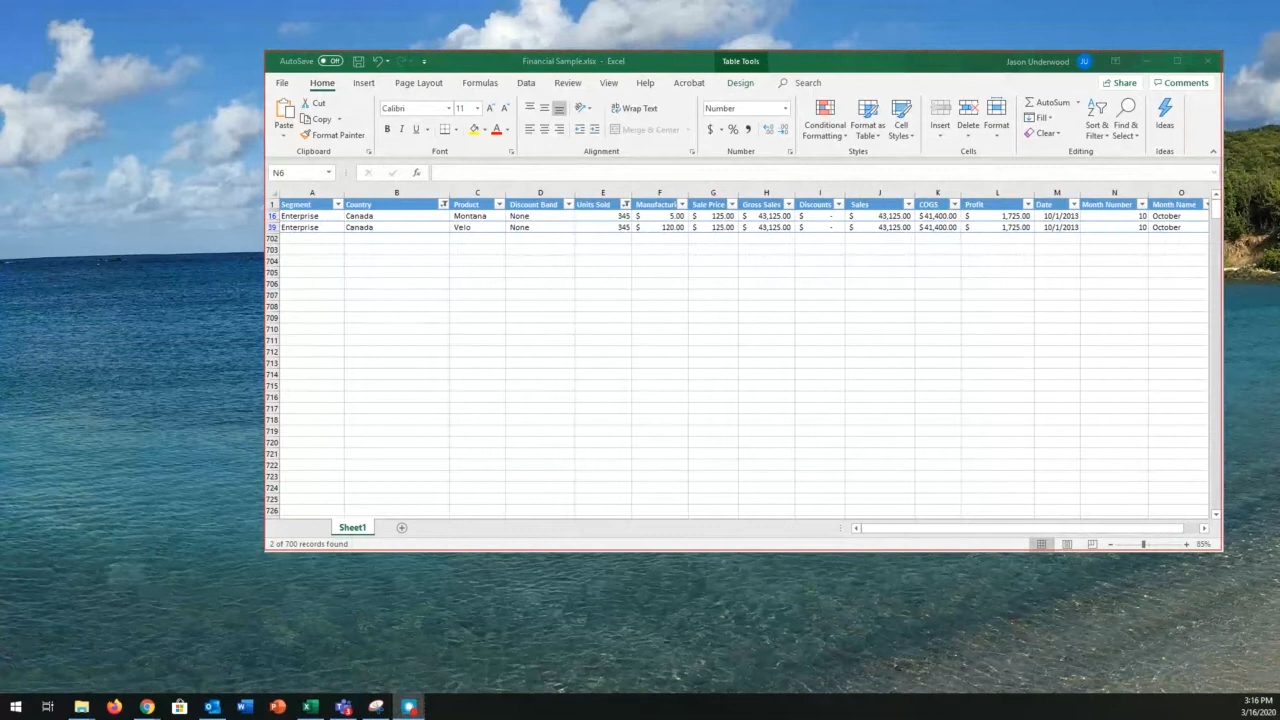 AutoSave Off Financial Sample.xlsx - Excel Table Tools Jason Underwood JU
File Home Insert Page Layout Formulas Data Review View Help Acrobat Design Search Share Comments
Paste Cut Copy Format Painter
Calibri 11
B I U
Wrap Text
Merge & Center
Number
$ % ,
Conditional Formatting Format as Table Cell Styles
Insert Delete Format
AutoSum Fill Clear
Sort & Filter Find & Select
Ideas
Clipboard Font Alignment Number Styles Cells Editing Ideas
N6 fx
A B C D E F G H I J K L M N O
1 Segment Country Product Discount Band Units Sold Manufacturi Sale Price Gross Sales Discounts Sales COGS Profit Date Month Number Month Name
16 Enterprise Canada Montana None 345 $ 5.00 $ 125.00 $ 43,125.00 $ - $ 43,125.00 $41,400.00 $ 1,725.00 10/1/2013 10 October
39 Enterprise Canada Velo None 345 $ 120.00 $ 125.00 $ 43,125.00 $ - $ 43,125.00 $41,400.00 $ 1,725.00 10/1/2013 10 October
702
703
704
705
706
707
708
709
710
711
712
713
714
715
716
717
718
719
720
721
722
723
724
725
726
Sheet1
2 of 700 records found 85%
3:16 PM
3/16/2020